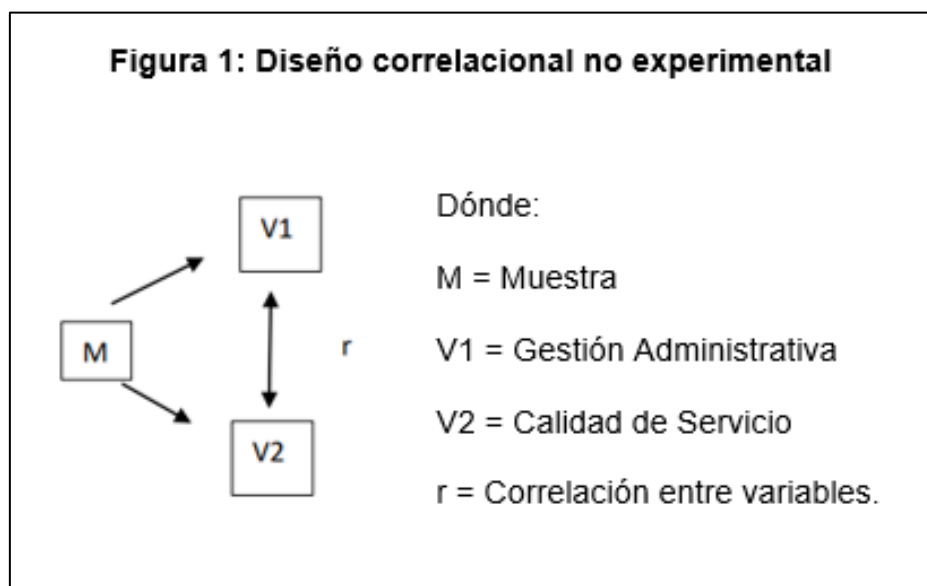 Figura 1: Diseño correlacional no experimental
V1
M
r
V2
Dónde:
M = Muestra
V1 = Gestión Administrativa
V2 = Calidad de Servicio
r = Correlación entre variables.